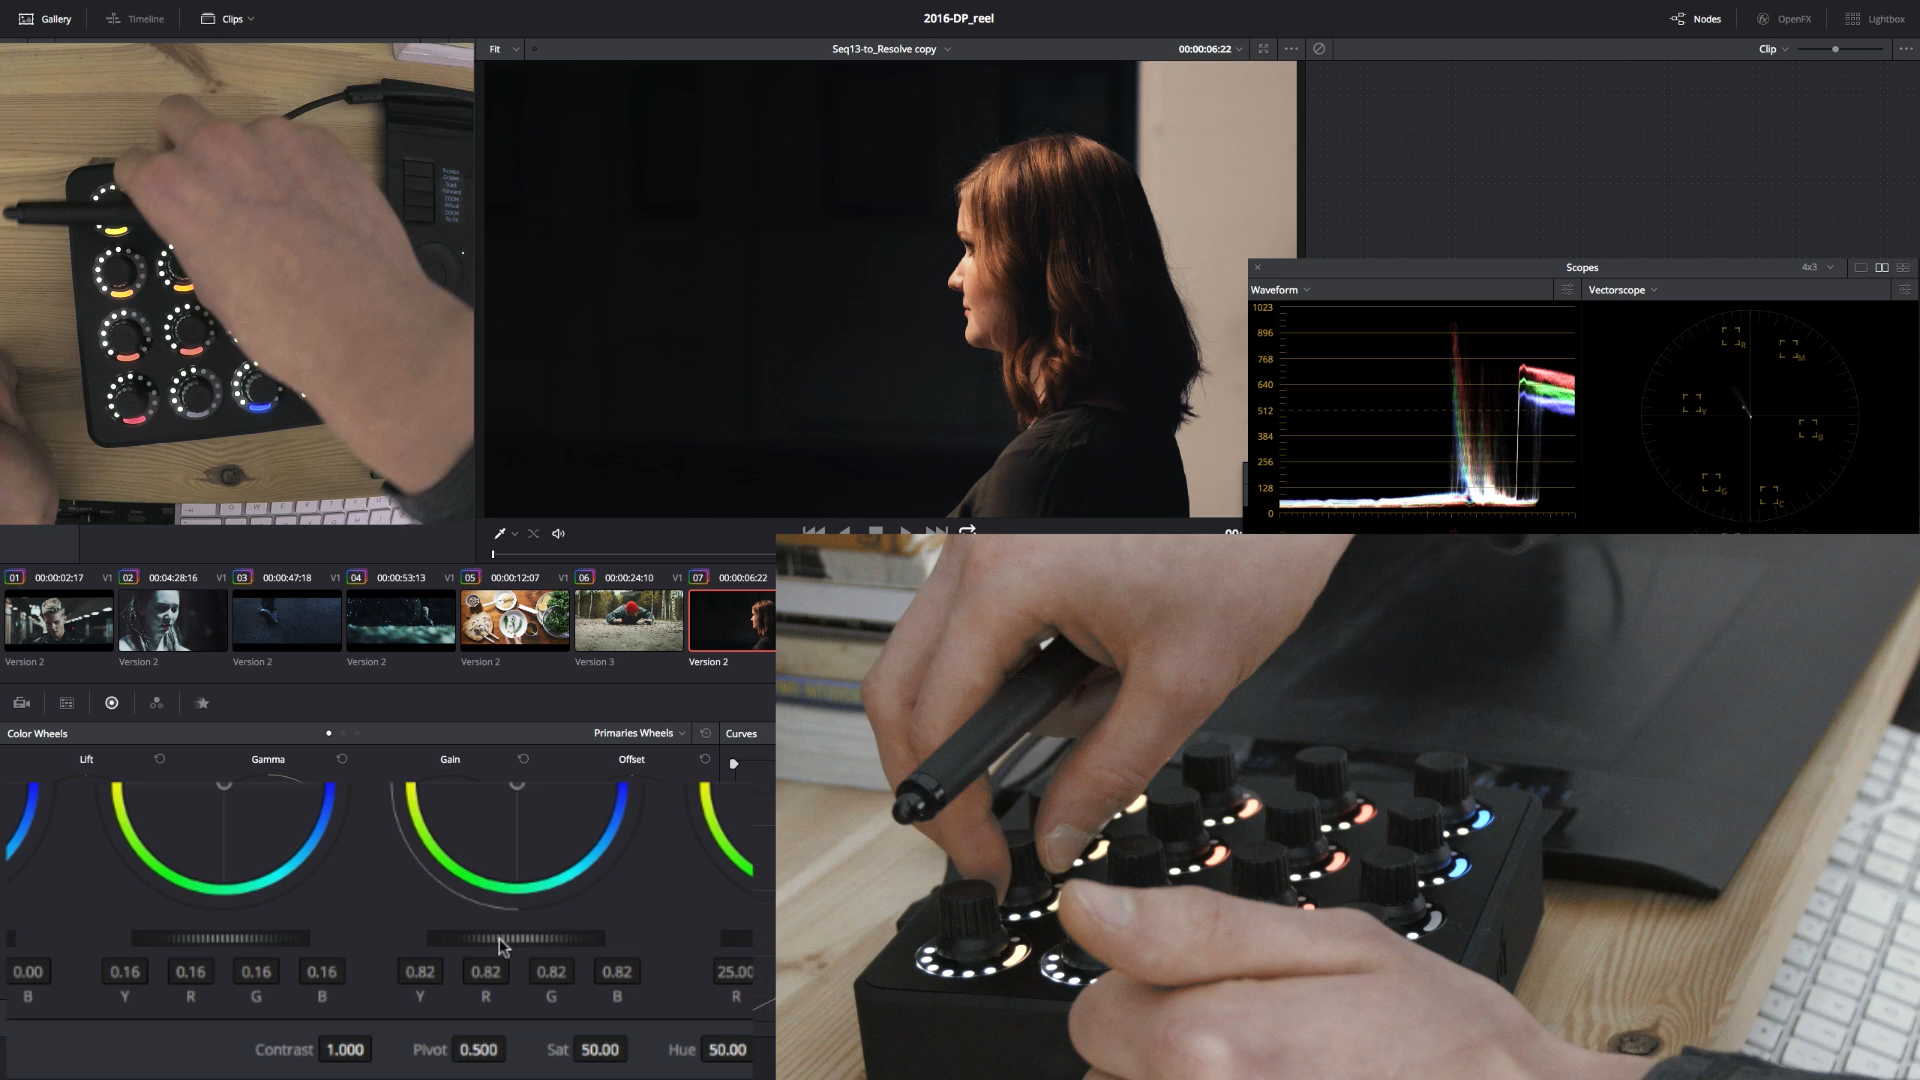 Gallery Timeline Clips 2016-DP_reel Nodes OpenFX Lightbox
Fit Seq13-to_Resolve copy 00:00:06:22 Clip
Scopes 4x3
Waveform Vectorscope
1023
896
768
640
512
384
256
128
0
R
M
Y
B
G
C
00:
01 00:00:02:17 V1 02 00:04:28:16 V1 03 00:00:47:18 V1 04 00:00:53:13 V1 05 00:00:12:07 V1 06 00:00:24:10 V1 07 00:00:06:22
Version 2 Version 2 Version 2 Version 2 Version 2 Version 3 Version 2
Color Wheels Primaries Wheels Curves
Lift Gamma Gain Offset
0.00 0.16 0.16 0.16 0.16 0.82 0.82 0.82 0.82 25.00
B Y R G B Y R G B R
Contrast 1.000 Pivot 0.500 Sat 50.00 Hue 50.00